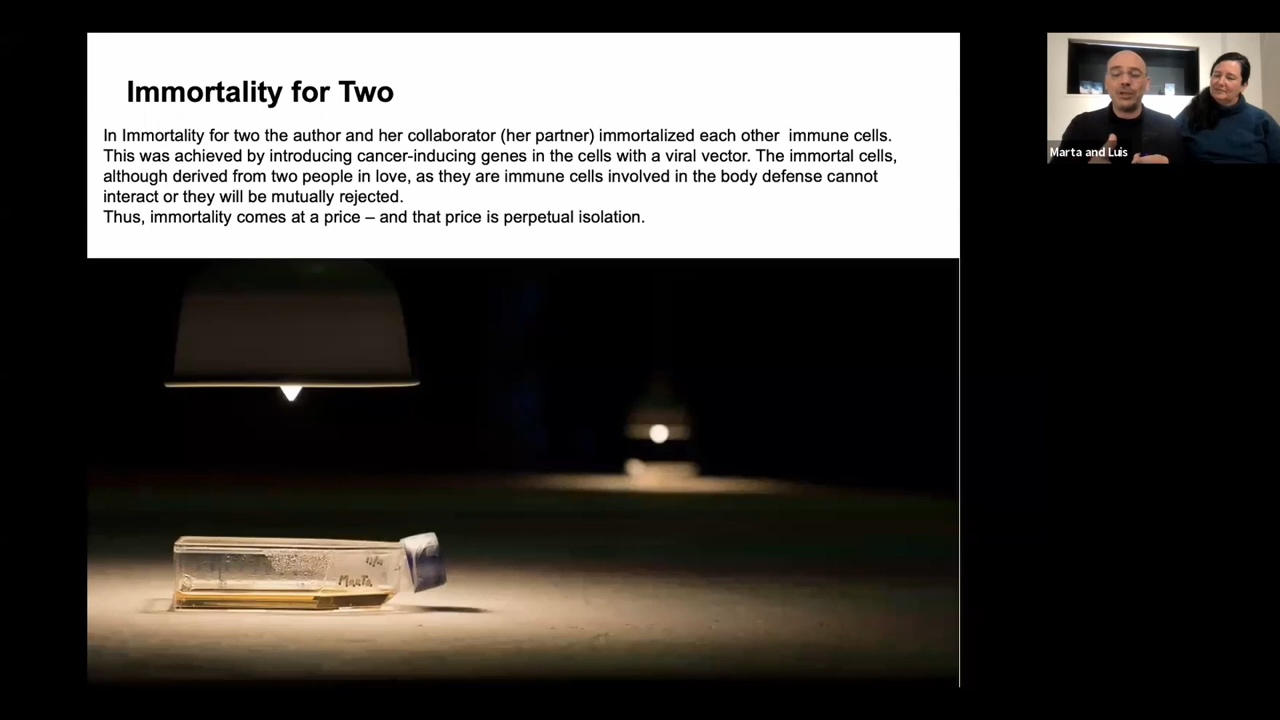 Immortality for Two
In Immortality for two the author and her collaborator (her partner) immortalized each other  immune cells.
This was achieved by introducing cancer-inducing genes in the cells with a viral vector. The immortal cells,
although derived from two people in love, as they are immune cells involved in the body defense cannot
interact or they will be mutually rejected.
Thus, immortality comes at a price – and that price is perpetual isolation.
Marta and Luis
Marta